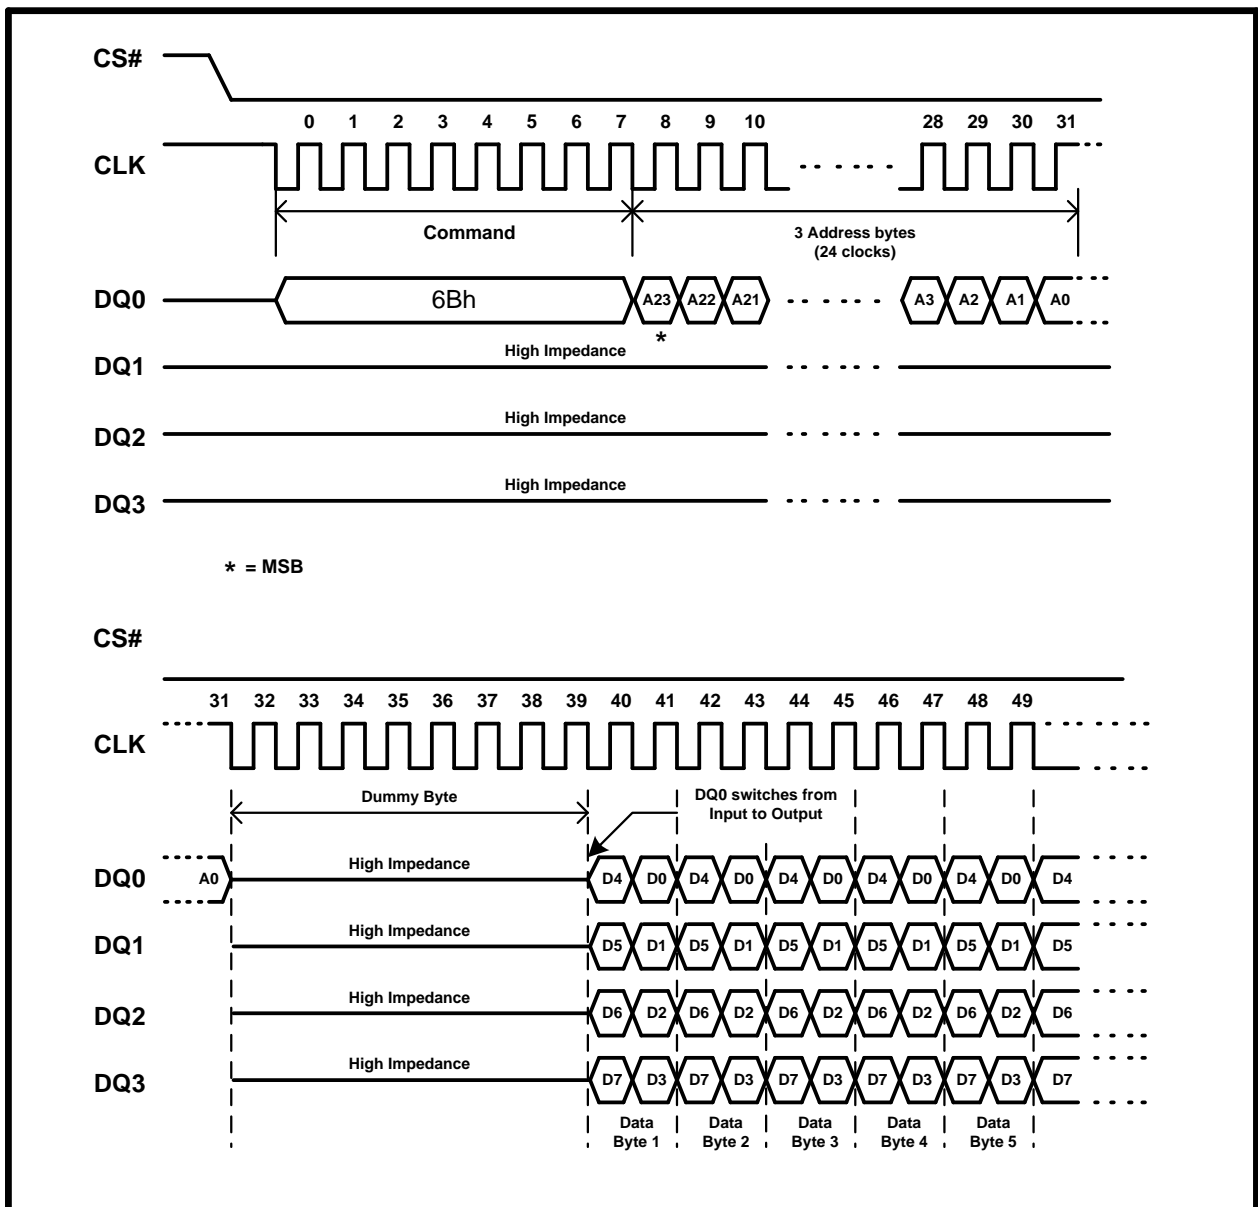 CS#
0 1 2 3 4 5 6 7 8 9 10 28 29 30 31
CLK
Command
3 Address bytes
(24 clocks)
DQ0 6Bh A23 A22 A21 A3 A2 A1 A0
*
High Impedance
DQ1
High Impedance
DQ2
High Impedance
DQ3
* = MSB
CS#
31 32 33 34 35 36 37 38 39 40 41 42 43 44 45 46 47 48 49
CLK
Dummy Byte
DQ0 switches from
Input to Output
High Impedance
DQ0 A0 D4 D0 D4 D0 D4 D0 D4 D0 D4 D0 D4
High Impedance
DQ1 D5 D1 D5 D1 D5 D1 D5 D1 D5 D1 D5
High Impedance
DQ2 D6 D2 D6 D2 D6 D2 D6 D2 D6 D2 D6
High Impedance
DQ3 D7 D3 D7 D3 D7 D3 D7 D3 D7 D3 D7
Data Data Data Data Data
Byte 1 Byte 2 Byte 3 Byte 4 Byte 5